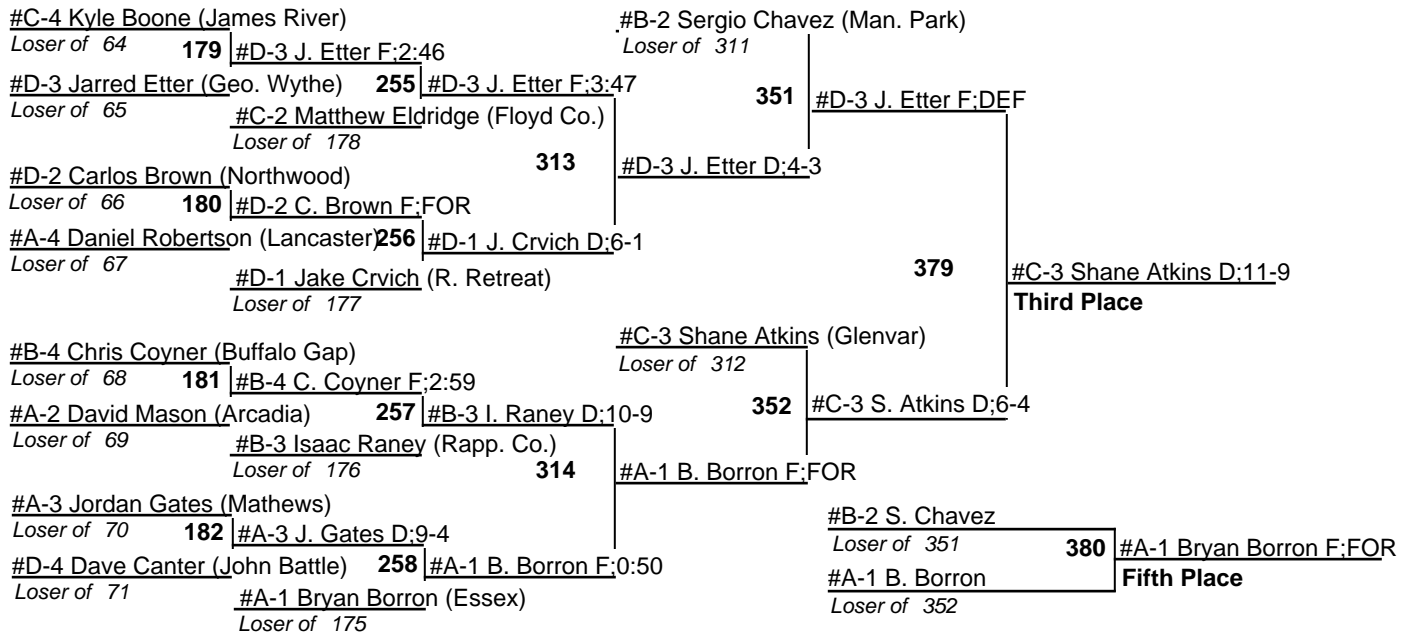 #C-4 Kyle Boone (James River)
Loser of 64
179
#D-3 J. Etter F;2:46
#D-3 Jarred Etter (Geo. Wythe)
Loser of 65
255
#D-3 J. Etter F;3:47
#C-2 Matthew Eldridge (Floyd Co.)
Loser of 178
313
#D-3 J. Etter D;4-3
#D-2 Carlos Brown (Northwood)
Loser of 66
180
#D-2 C. Brown F;FOR
#A-4 Daniel Robertson (Lancaster)
Loser of 67
256
#D-1 J. Crvich D;6-1
#D-1 Jake Crvich (R. Retreat)
Loser of 177
#B-4 Chris Coyner (Buffalo Gap)
Loser of 68
181
#B-4 C. Coyner F;2:59
#A-2 David Mason (Arcadia)
Loser of 69
257
#B-3 I. Raney D;10-9
#B-3 Isaac Raney (Rapp. Co.)
Loser of 176
314
#A-1 B. Borron F;FOR
#A-3 Jordan Gates (Mathews)
Loser of 70
182
#A-3 J. Gates D;9-4
#D-4 Dave Canter (John Battle)
Loser of 71
258
#A-1 B. Borron F;0:50
#A-1 Bryan Borron (Essex)
Loser of 175
#B-2 Sergio Chavez (Man. Park)
Loser of 311
351
#D-3 J. Etter F;DEF
379
#C-3 Shane Atkins D;11-9
Third Place
#C-3 Shane Atkins (Glenvar)
Loser of 312
352
#C-3 S. Atkins D;6-4
#B-2 S. Chavez
Loser of 351
380
#A-1 Bryan Borron F;FOR
#A-1 B. Borron
Fifth Place
Loser of 352